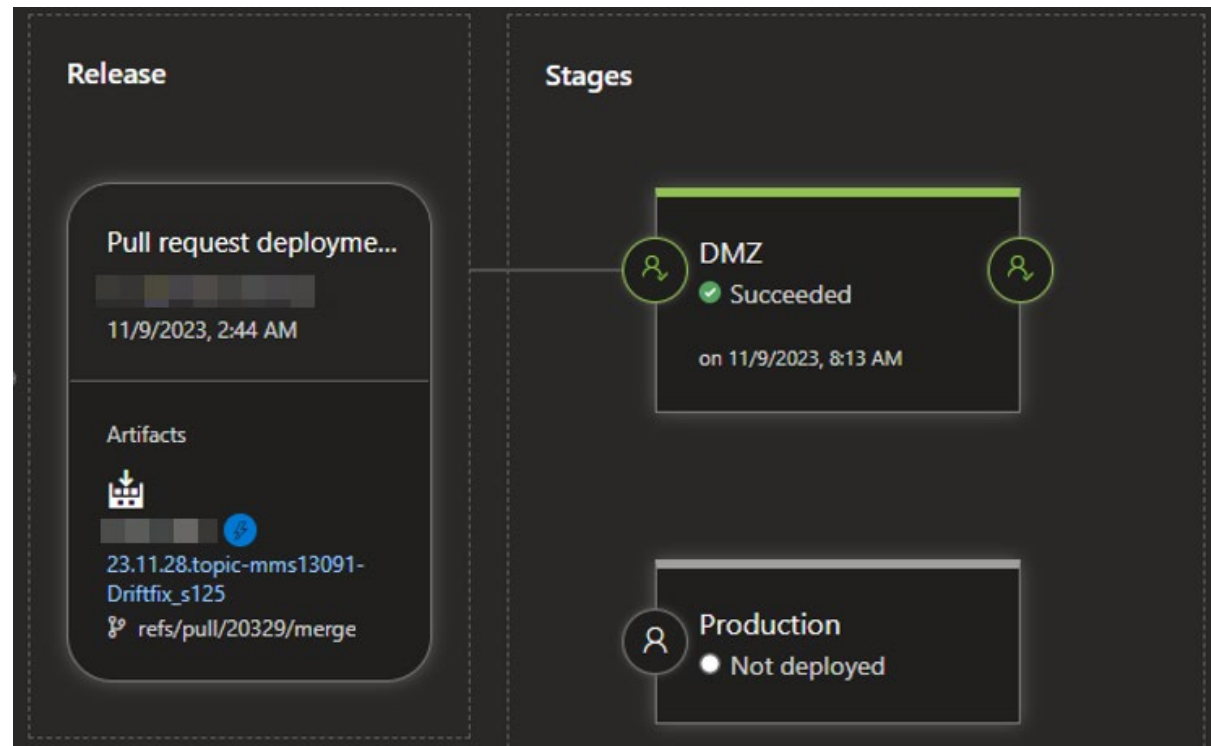 Release
Pull request deployme...
11/9/2023, 2:44 AM
Artifacts
23.11.28.topic-mms13091-
Driftfix_s125
refs/pull/20329/merge
Stages
DMZ
Succeeded
on 11/9/2023, 8:13 AM
Production
Not deployed